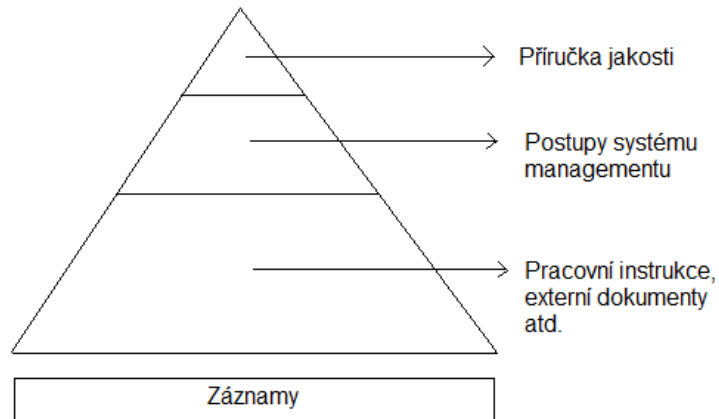 Příručka jakosti
Postupy systému
managementu
Pracovní instrukce,
externí dokumenty
atd.
Záznamy